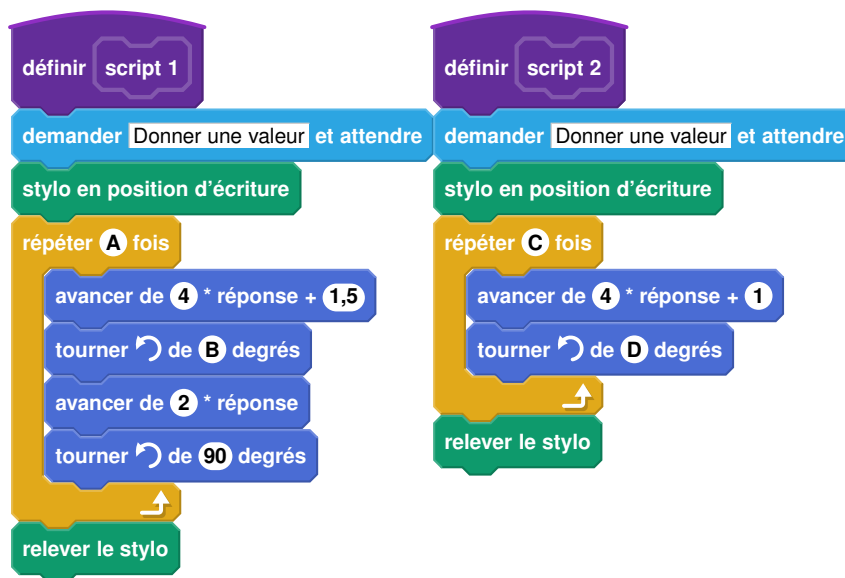 définir script 1
demander Donner une valeur et attendre
stylo en position d’écriture
répéter A fois
avancer de 4 * réponse + 1,5
tourner de B degrés
avancer de 2 * réponse
tourner de 90 degrés
relever le stylo
définir script 2
demander Donner une valeur et attendre
stylo en position d’écriture
répéter C fois
avancer de 4 * réponse + 1
tourner de D degrés
relever le stylo